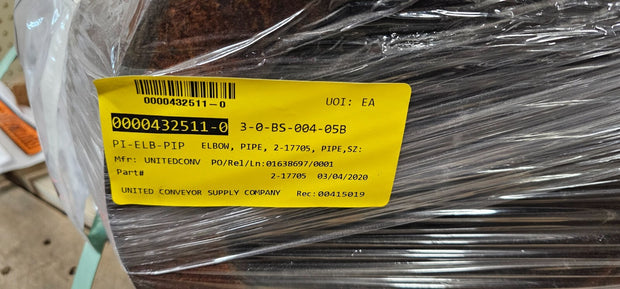 0000432511-0
UOI: EA
0000432511-0 3-0-BS-004-05B
PI-ELB-PIP ELBOW, PIPE, 2-17705, PIPE,SZ:
Mfr: UNITEDCONV PO/Rel/Ln:01638697/0001
Part# 2-17705 03/04/2020
UNITED CONVEYOR SUPPLY COMPANY Rec:00415019